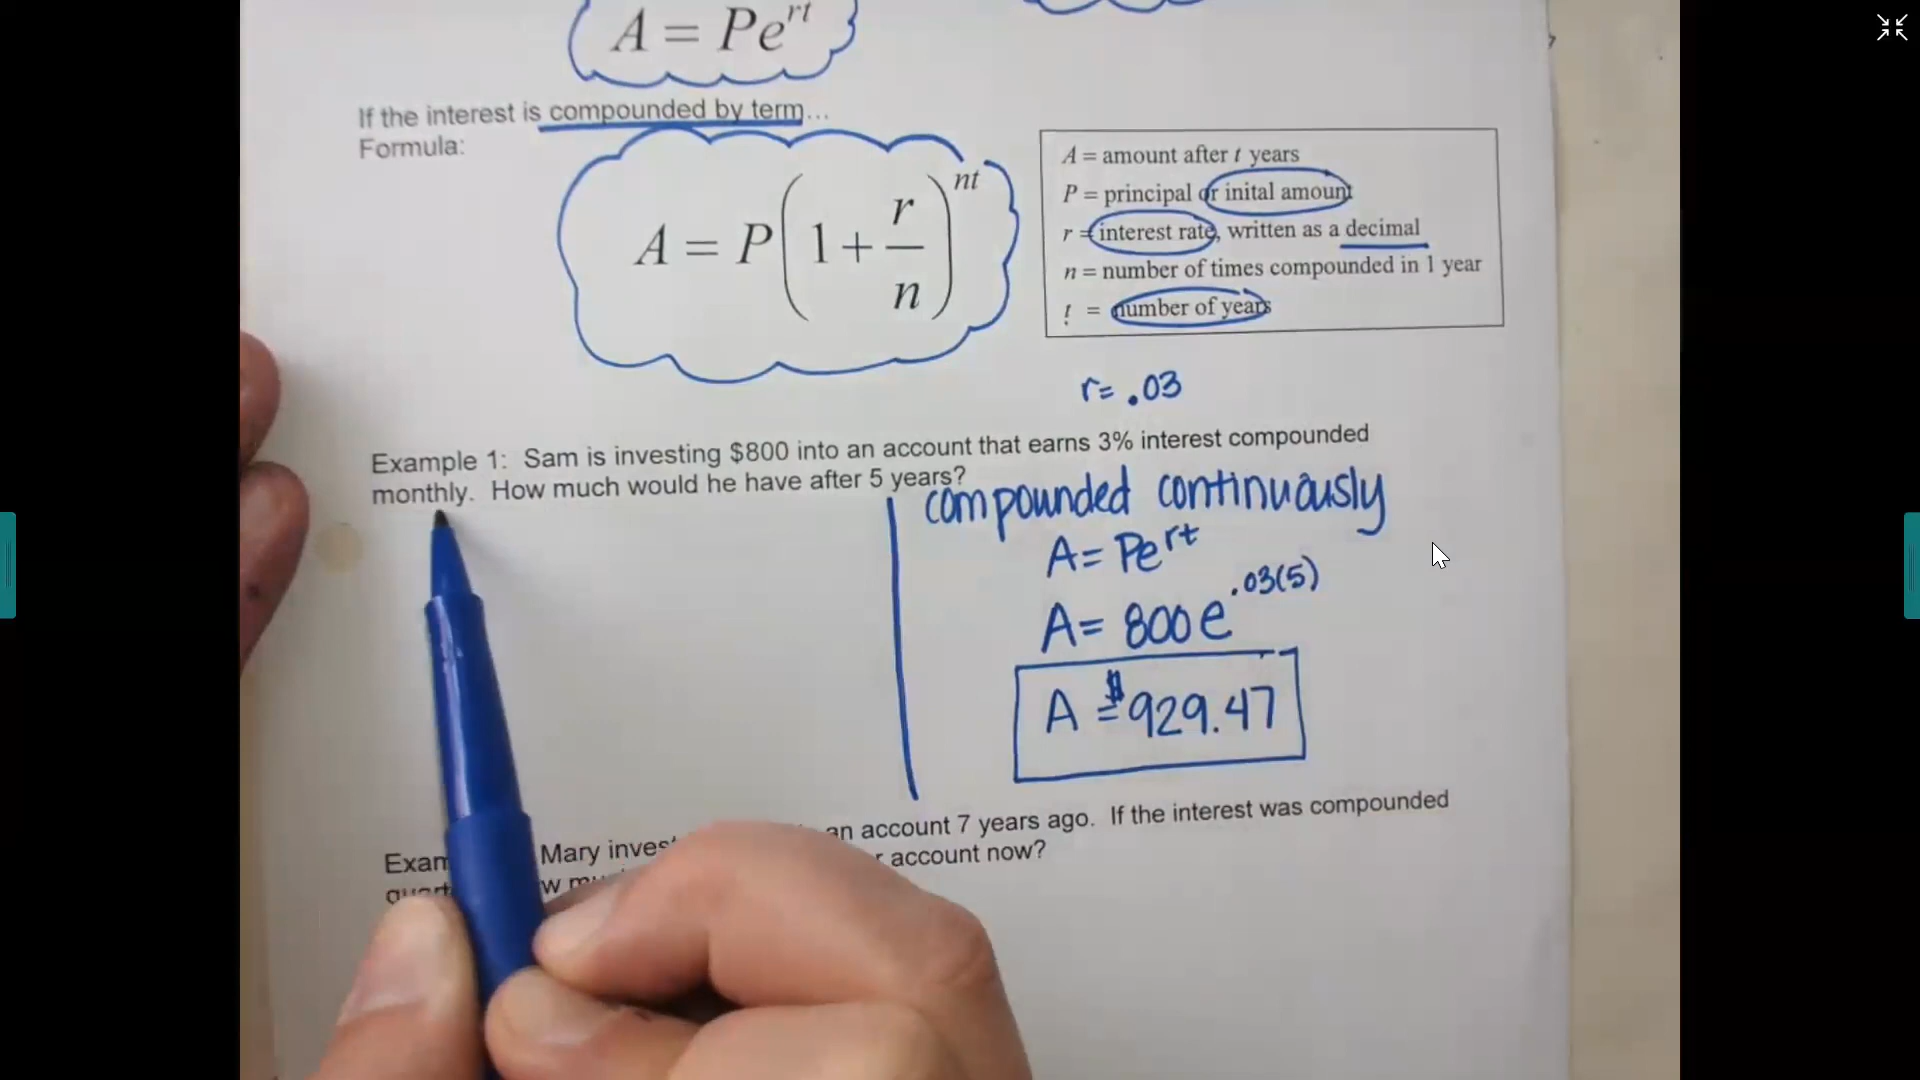 A = Pe^rt
If the interest is compounded by term...
Formula:
A = P(1 + r/n)^nt
A = amount after t years
P = principal or inital amount
r = interest rate, written as a decimal
n = number of times compounded in 1 year
t = number of years
r = .03
Example 1: Sam is investing $800 into an account that earns 3% interest compounded
monthly. How much would he have after 5 years?
compounded continuously
A = Pe^rt
A = 800e^.03(5)
A = $929.47
Mary an account 7 years ago. If the interest was compounded
account now?